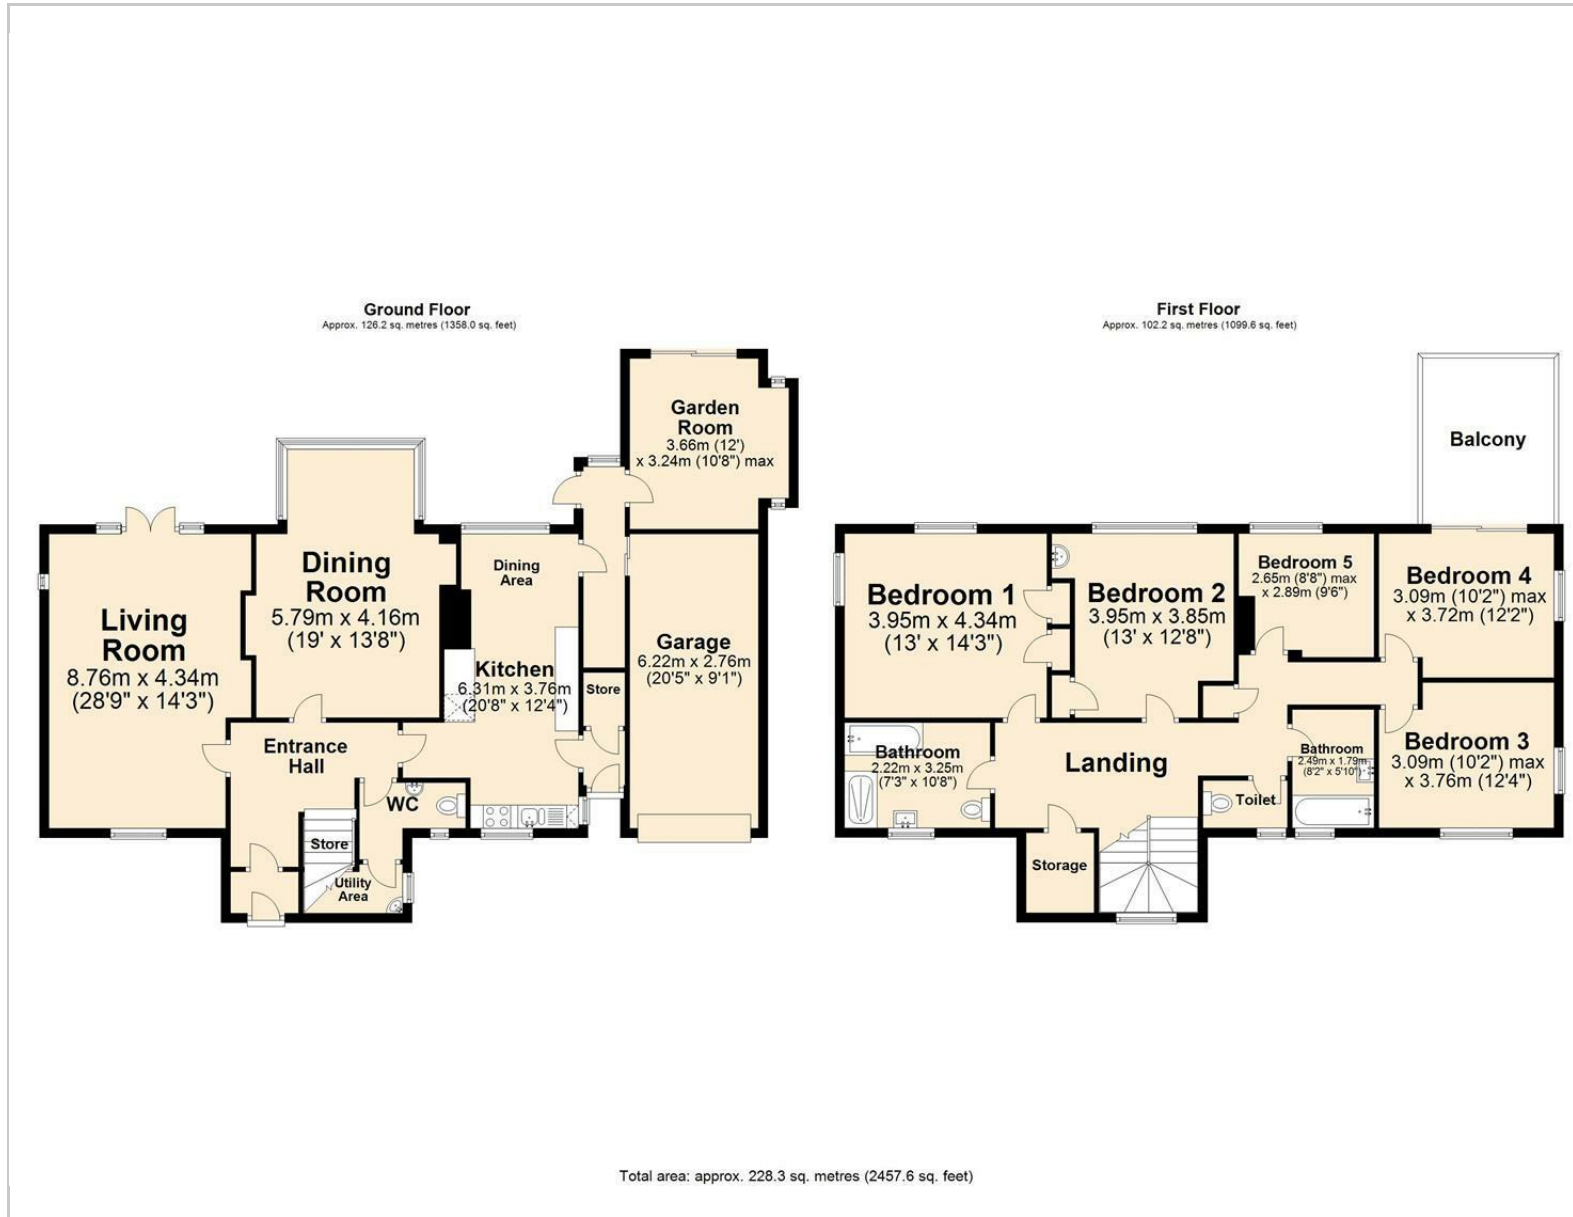 Ground Floor
Approx. 126.2 sq. metres (1358.0 sq. feet)
Garden
Room
3.66m (12')
x 3.24m (10'8") max
Living
Room
8.76m x 4.34m
(28'9" x 14'3")
Dining
Room
5.79m x 4.16m
(19' x 13'8")
Dining
Area
Kitchen
6.31m x 3.76m
(20'8" x 12'4")
Store
Garage
6.22m x 2.76m
(20'5" x 9'1")
Entrance
Hall
WC
Store
Utility
Area
First Floor
Approx. 102.2 sq. metres (1099.6 sq. feet)
Balcony
Bedroom 1
3.95m x 4.34m
(13' x 14'3")
Bedroom 2
3.95m x 3.85m
(13' x 12'8")
Bedroom 5
2.65m (8'8") max
x 2.89m (9'6")
Bedroom 4
3.09m (10'2") max
x 3.72m (12'2")
Bathroom
2.22m x 3.25m
(7'3" x 10'8")
Landing
Bathroom
2.49m x 1.79m
(8'2" x 5'10")
Bedroom 3
3.09m (10'2") max
x 3.76m (12'4")
Toilet
Storage
Total area: approx. 228.3 sq. metres (2457.6 sq. feet)